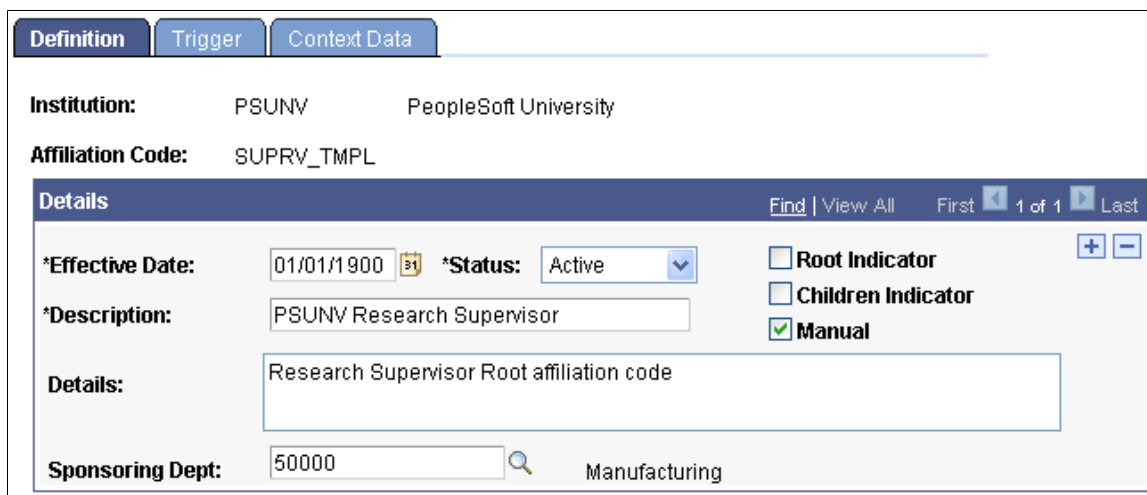 Definition Trigger Context Data
Institution: PSUNV PeopleSoft University
Affiliation Code: SUPRV_TMPL
Details Find | View All First 1 of 1 Last
*Effective Date: 01/01/1900 31 *Status: Active Root Indicator
Children Indicator
*Description: PSUNV Research Supervisor
Manual
Details: Research Supervisor Root affiliation code
Sponsoring Dept: 50000 Manufacturing